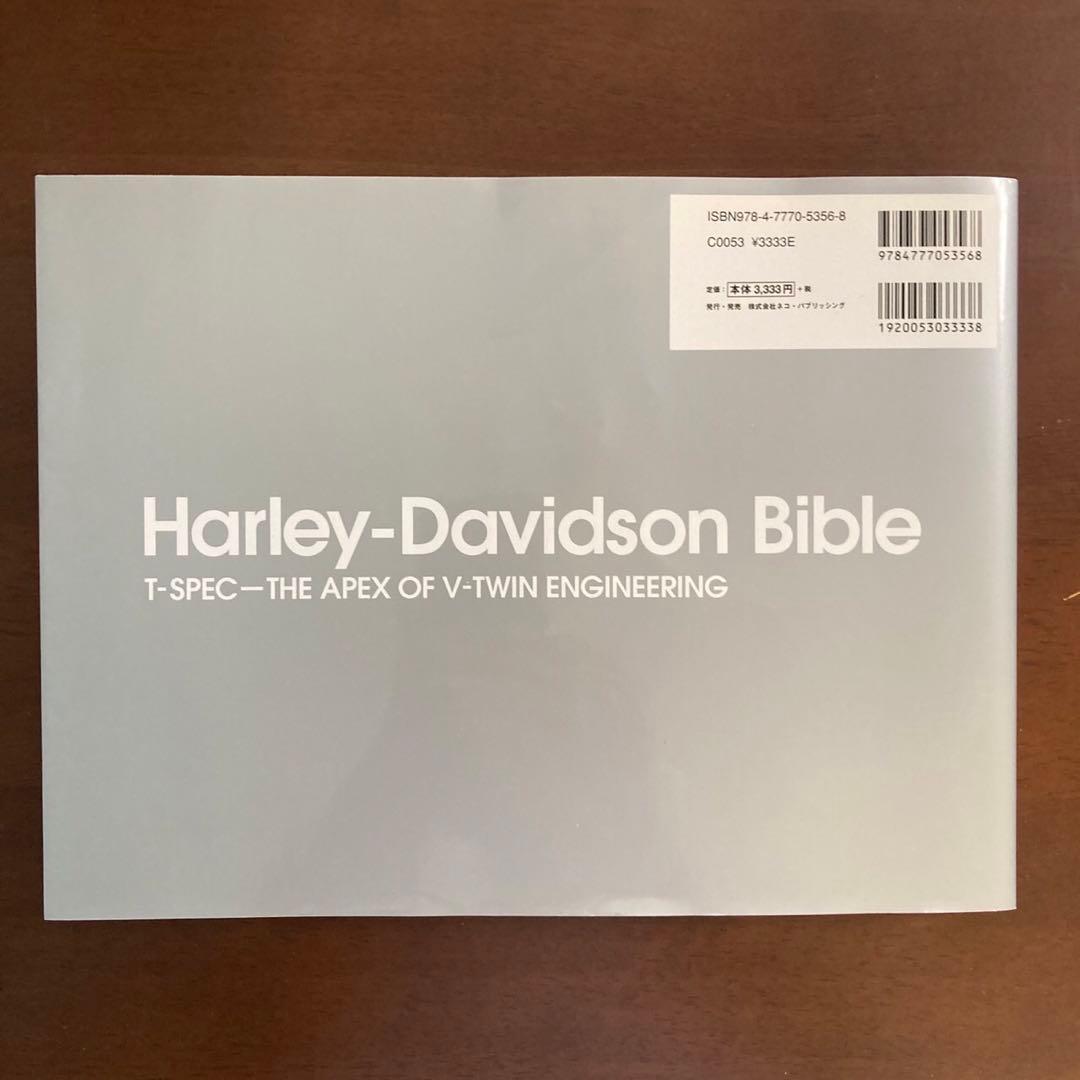 ISBN978-4-7770-5356-8
C0053 ¥3333E
定価：本体 3,333円＋税
発行・発売 株式会社ネコ・パブリッシング
9784777053568
1920053033338
Harley-Davidson Bible
T-SPEC—THE APEX OF V-TWIN ENGINEERING